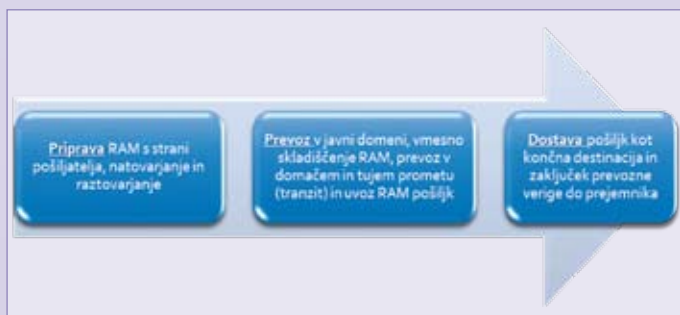 Priprava RAM s strani
pošiljatelja, natovarjanje in
raztovarjanje
Prevoz v javni domeni, vmesno
skladiščenje RAM, prevoz v
domačem in tujem prometu
(tranzit) in uvoz RAM pošiljk
Dostava pošiljk kot
končna destinacija in
zaključek prevozne
verige do prejemnika